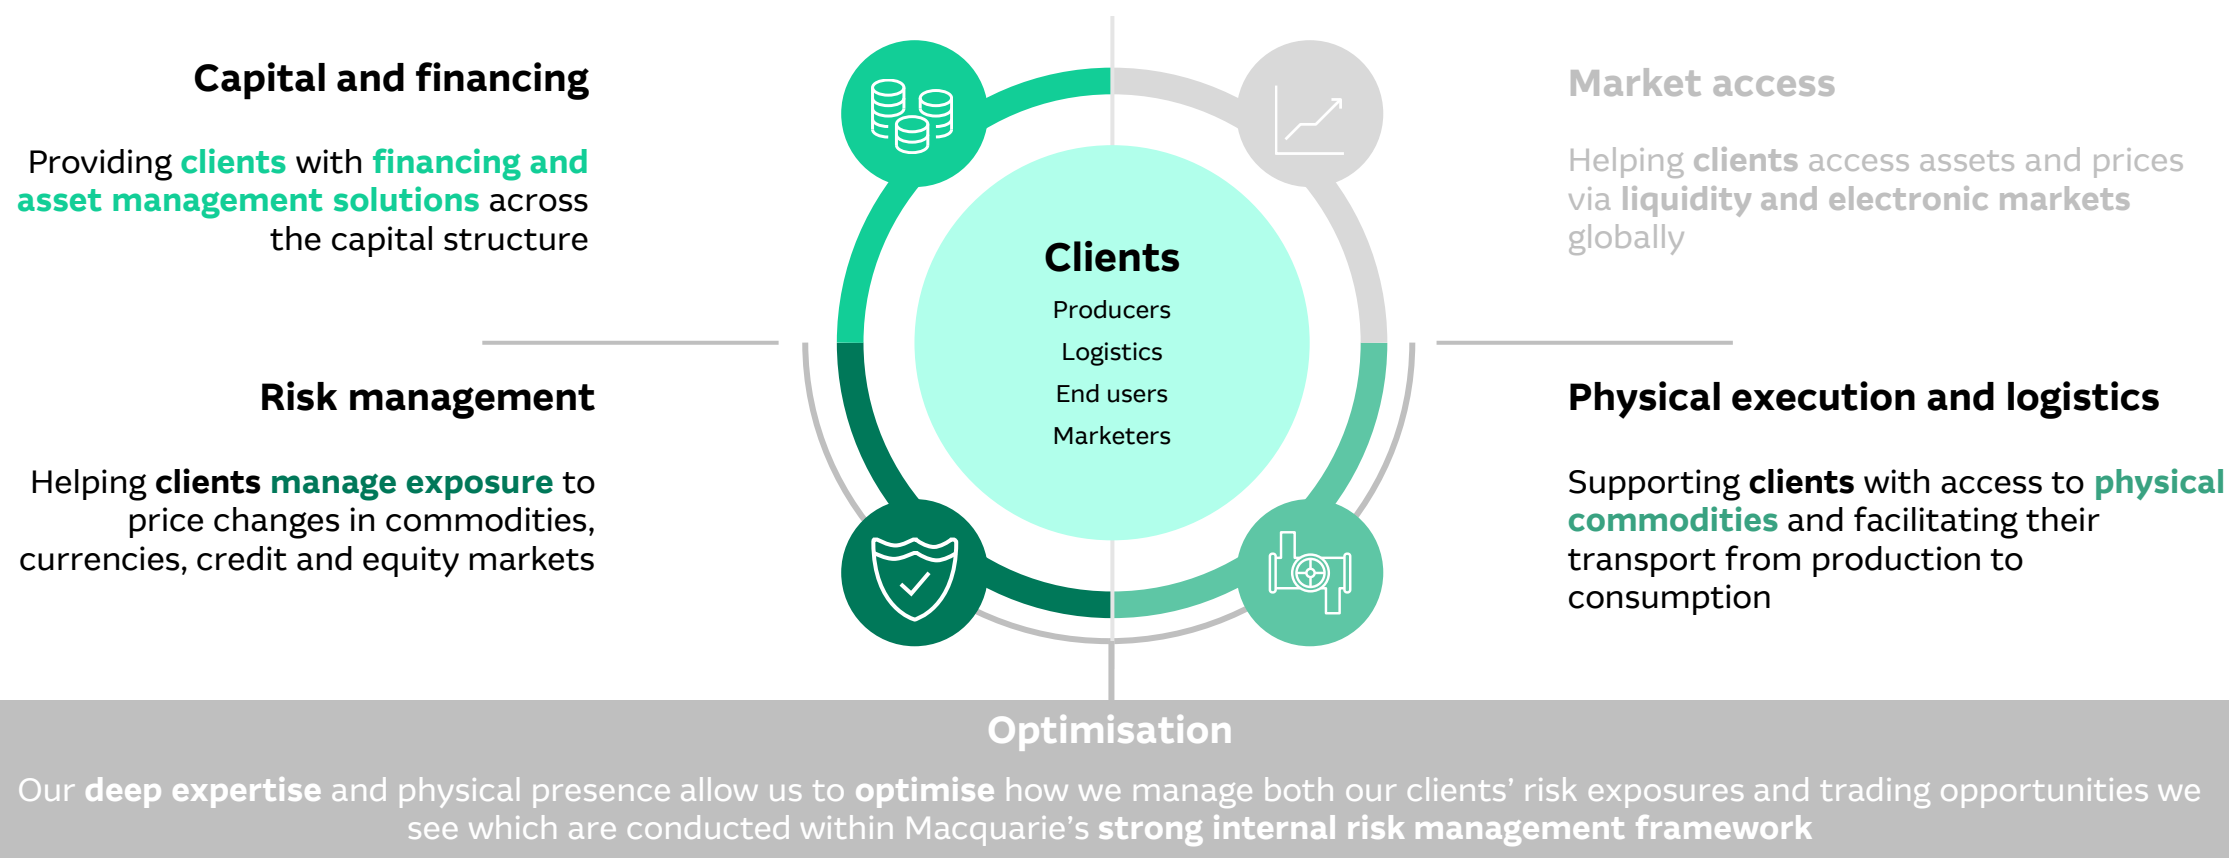 Capital and financing
Providing clients with financing and
asset management solutions across
the capital structure
Market access
Helping clients access assets and prices
via liquidity and electronic markets
globally
Clients
Producers
Logistics
End users
Marketers
Risk management
Helping clients manage exposure to
price changes in commodities,
currencies, credit and equity markets
Physical execution and logistics
Supporting clients with access to physical
commodities and facilitating their
transport from production to
consumption
Optimisation
Our deep expertise and physical presence allow us to optimise how we manage both our clients’ risk exposures and trading opportunities we
see which are conducted within Macquarie’s strong internal risk management framework